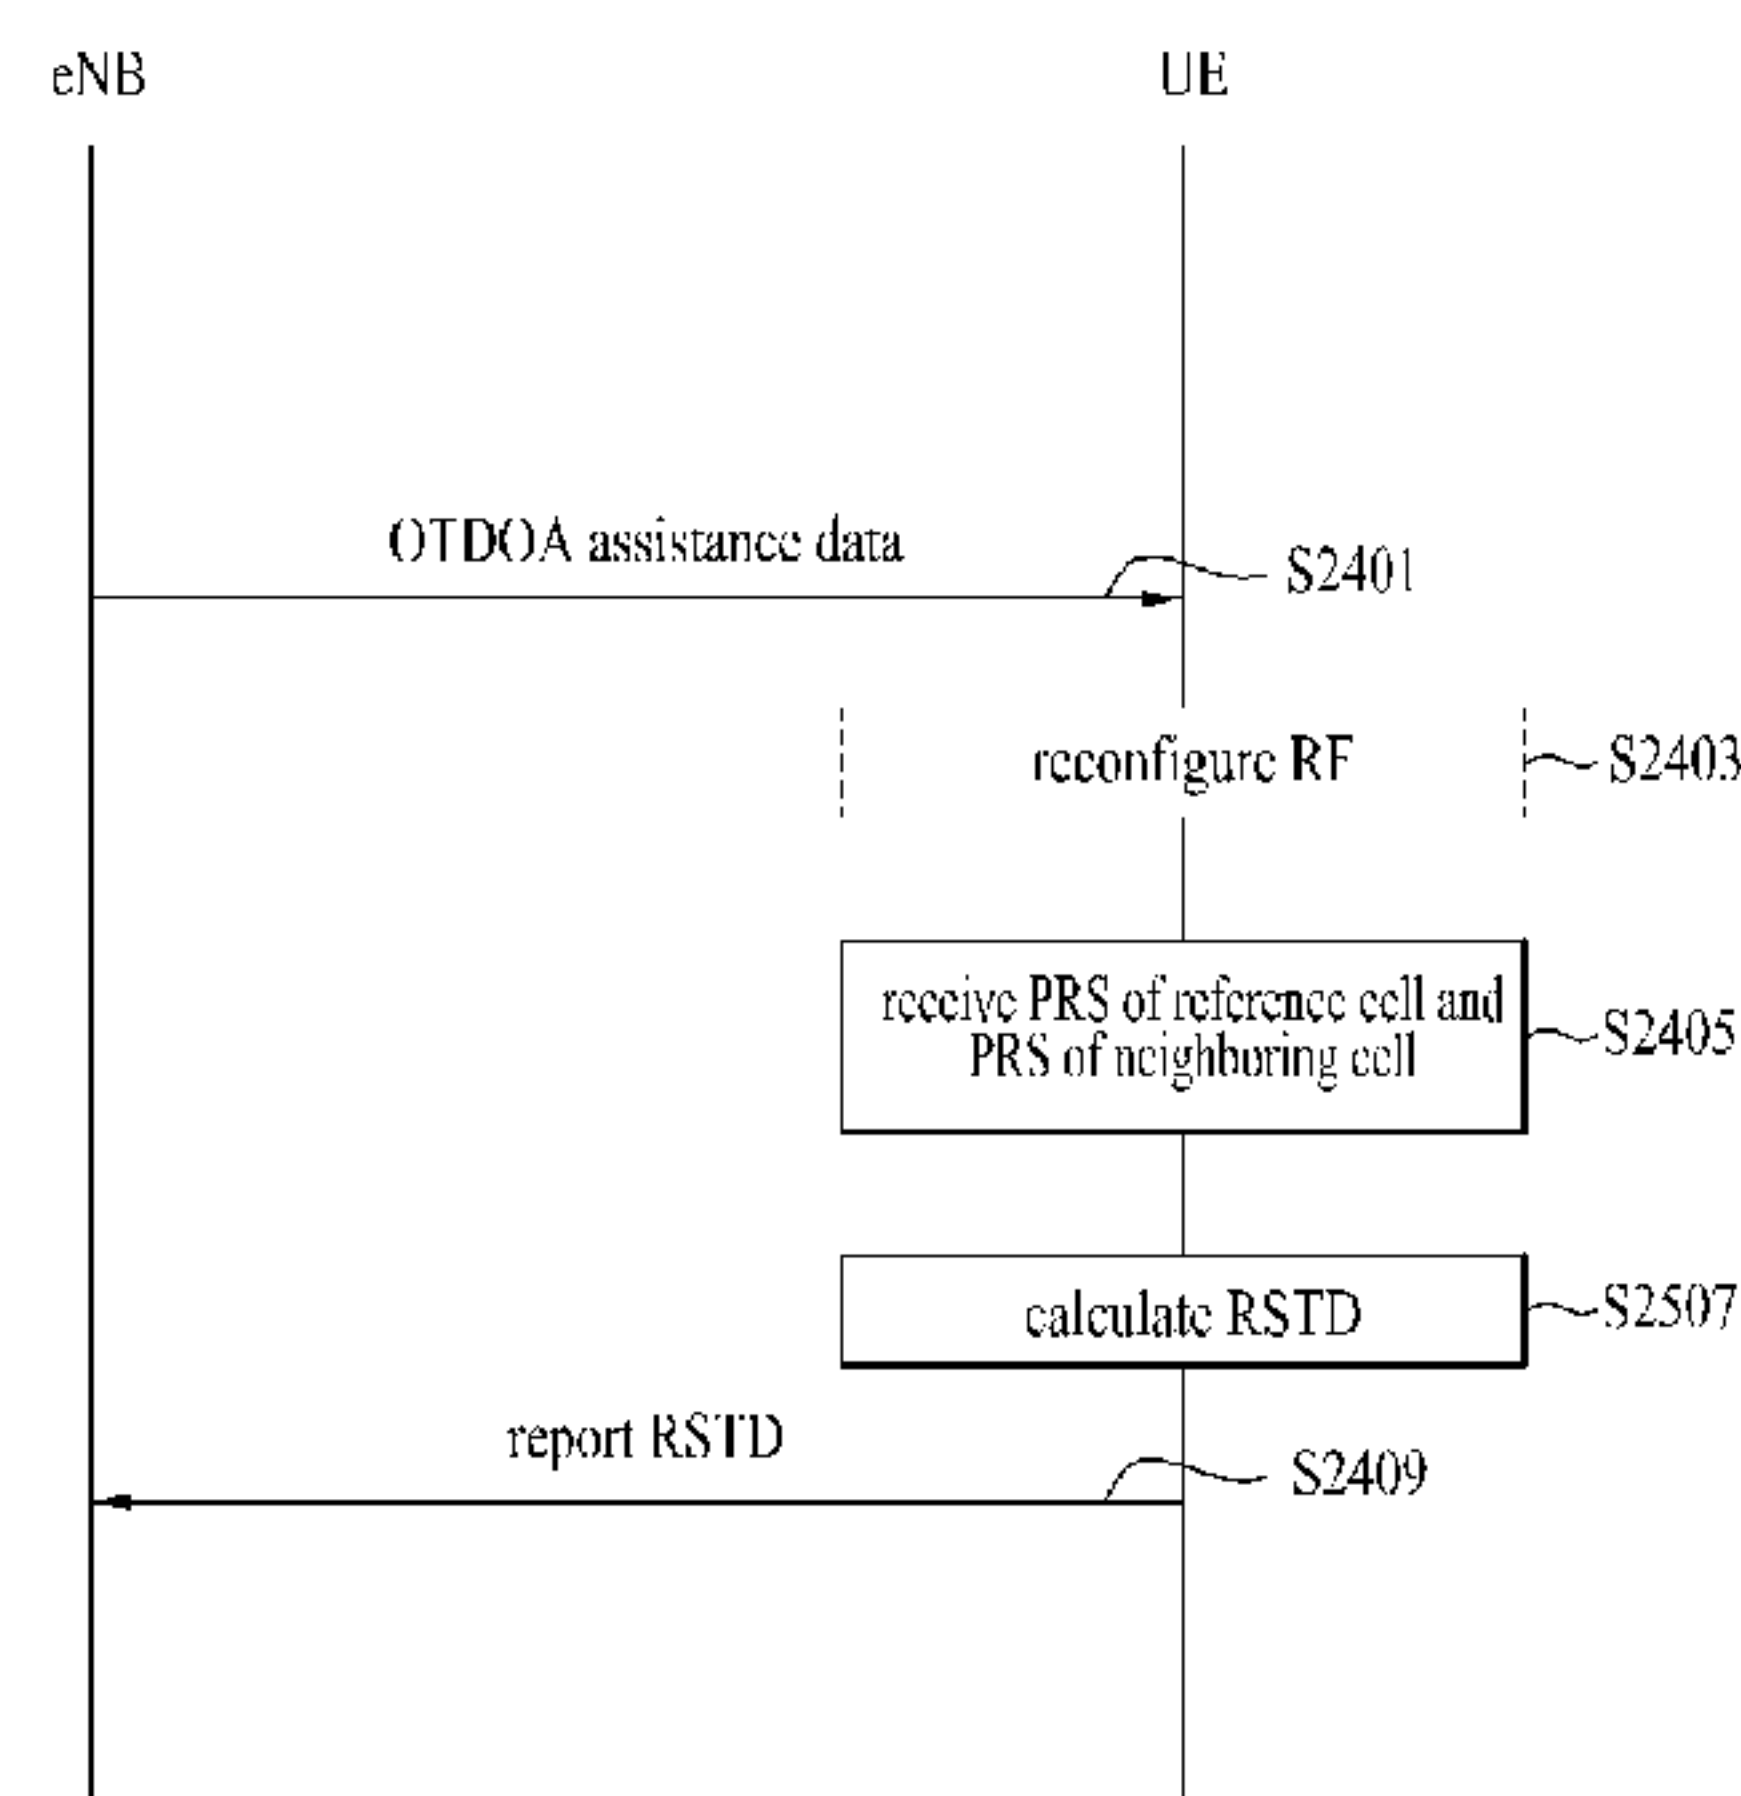 eNB
UE
OTDOA assistance data
S2401
reconfigure RF
S2403
receive PRS of reference cell and
PRS of neighboring cell
S2405
calculate RSTD
S2507
report RSTD
S2409